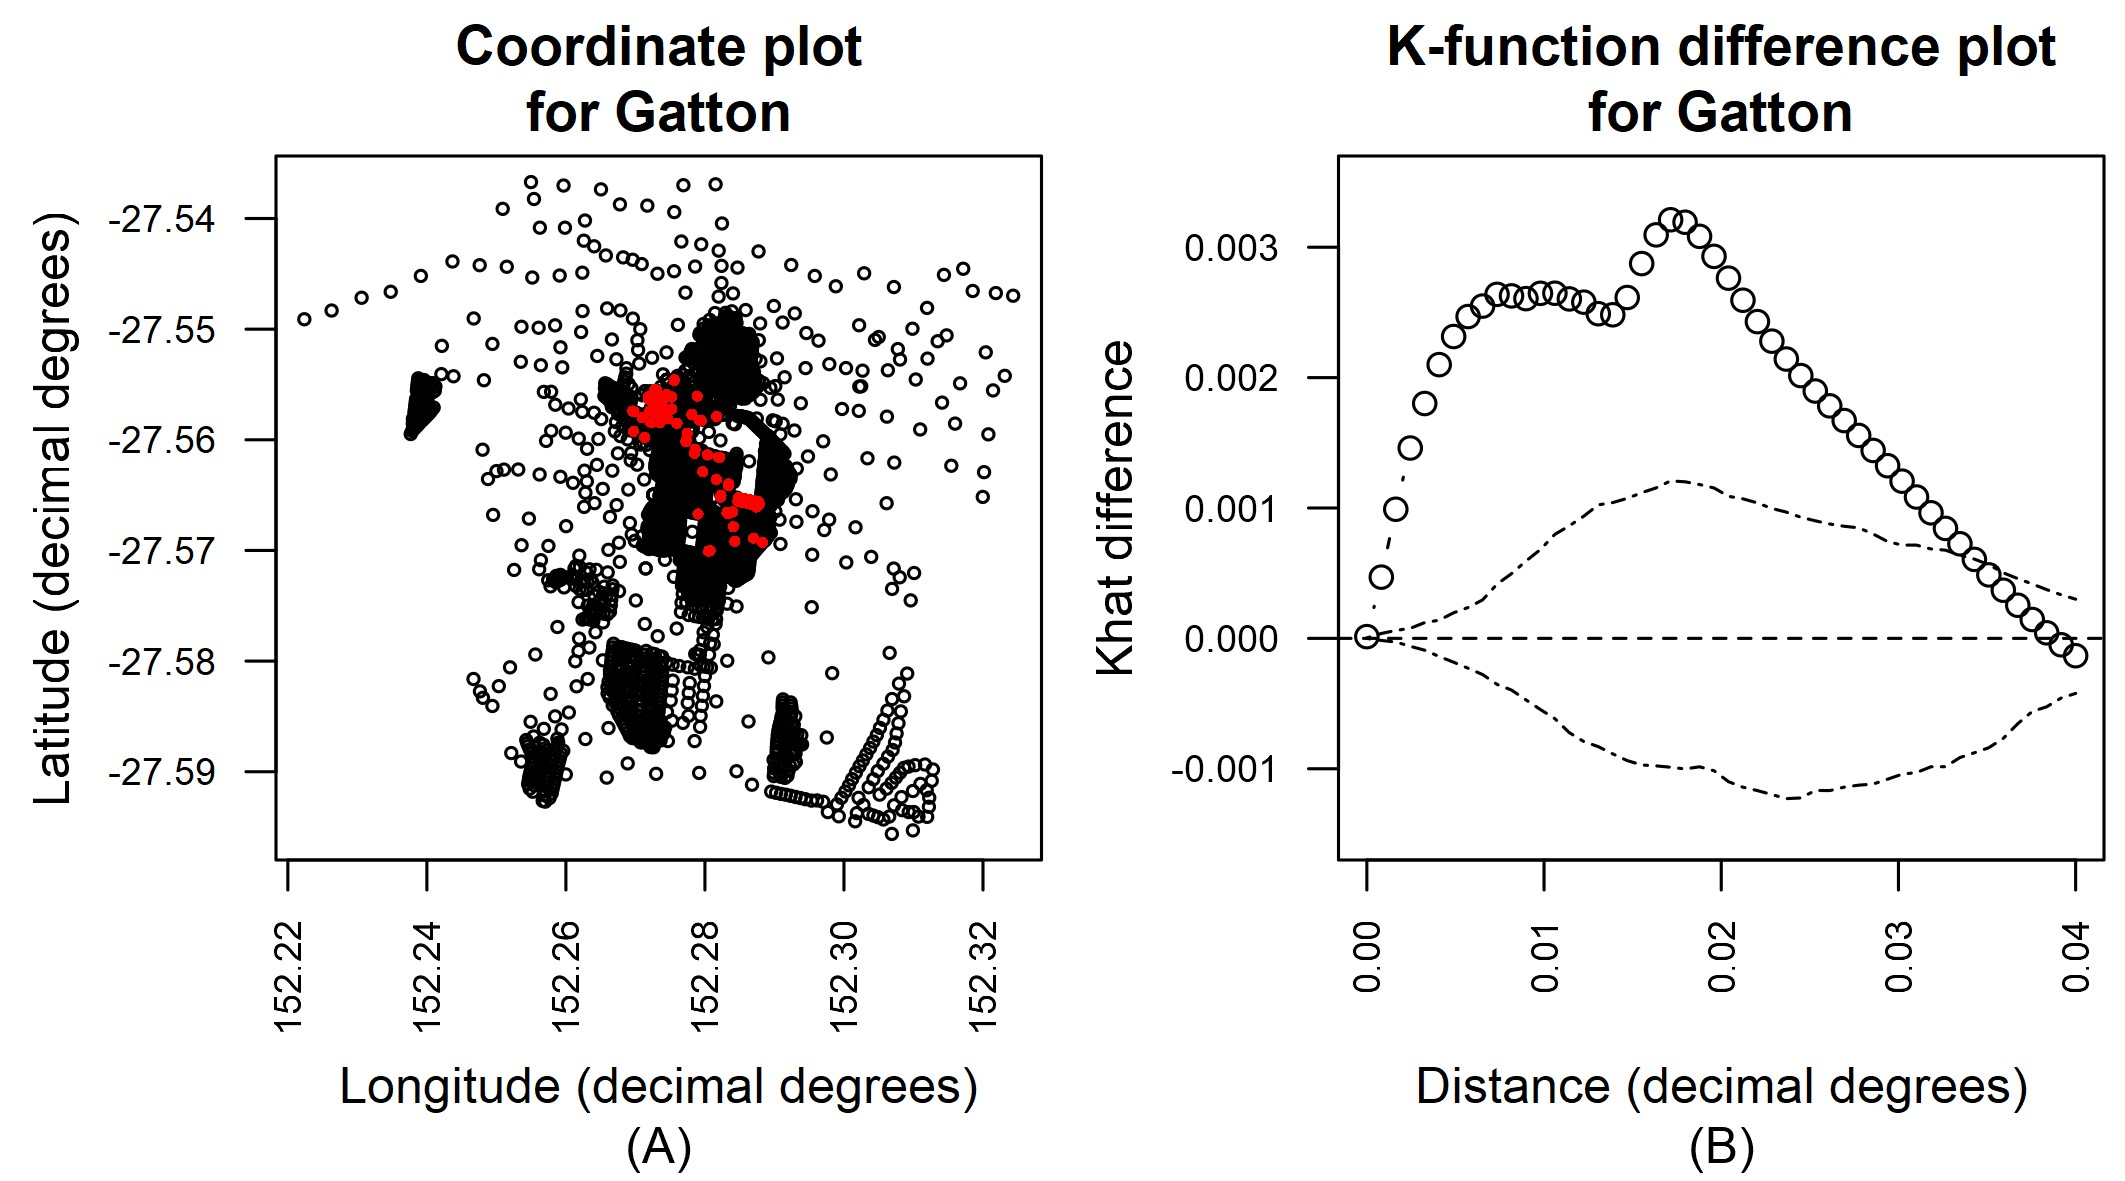 Coordinate plot
for Gatton
Latitude (decimal degrees)
-27.54
-27.55
-27.56
-27.57
-27.58
-27.59
152.22
152.24
152.26
152.28
152.30
152.32
Longitude (decimal degrees)
(A)
K-function difference plot
for Gatton
Khat difference
0.003
0.002
0.001
0.000
-0.001
0.00
0.01
0.02
0.03
0.04
Distance (decimal degrees)
(B)